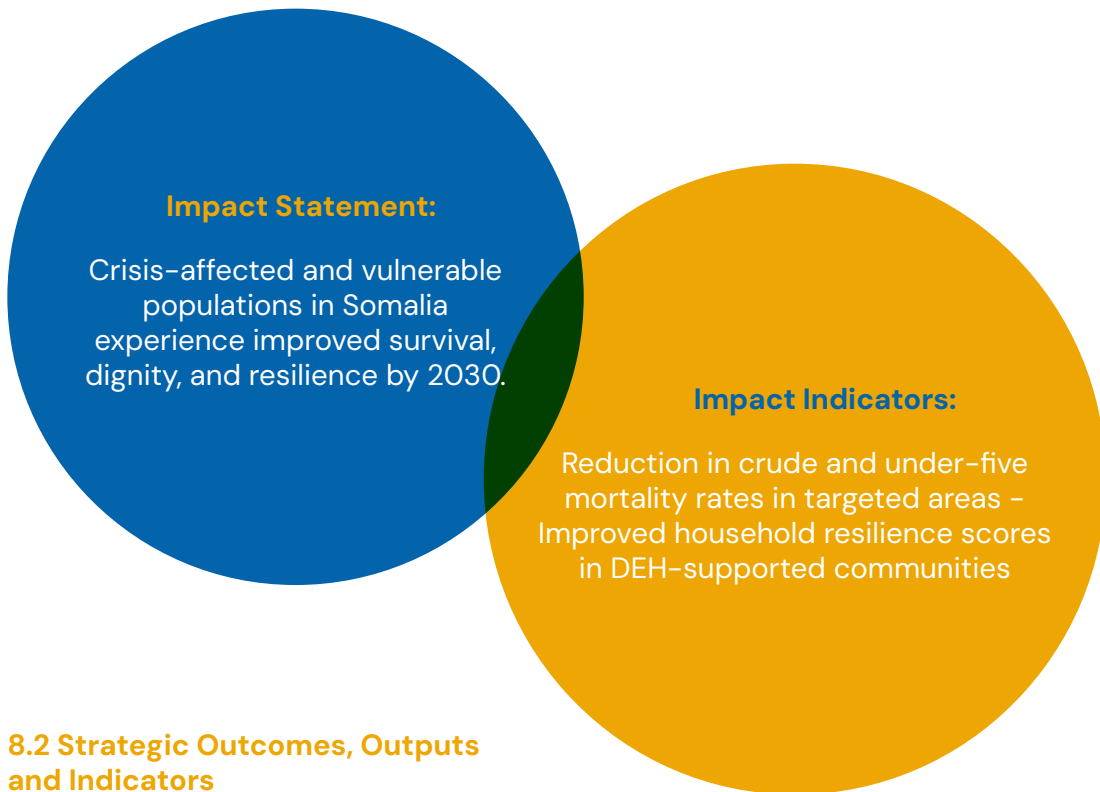 Impact Statement:
Crisis-affected and vulnerable
populations in Somalia
experience improved survival,
dignity, and resilience by 2030.
Impact Indicators:
Reduction in crude and under-five
mortality rates in targeted areas -
Improved household resilience scores
in DEH-supported communities
8.2 Strategic Outcomes, Outputs
and Indicators